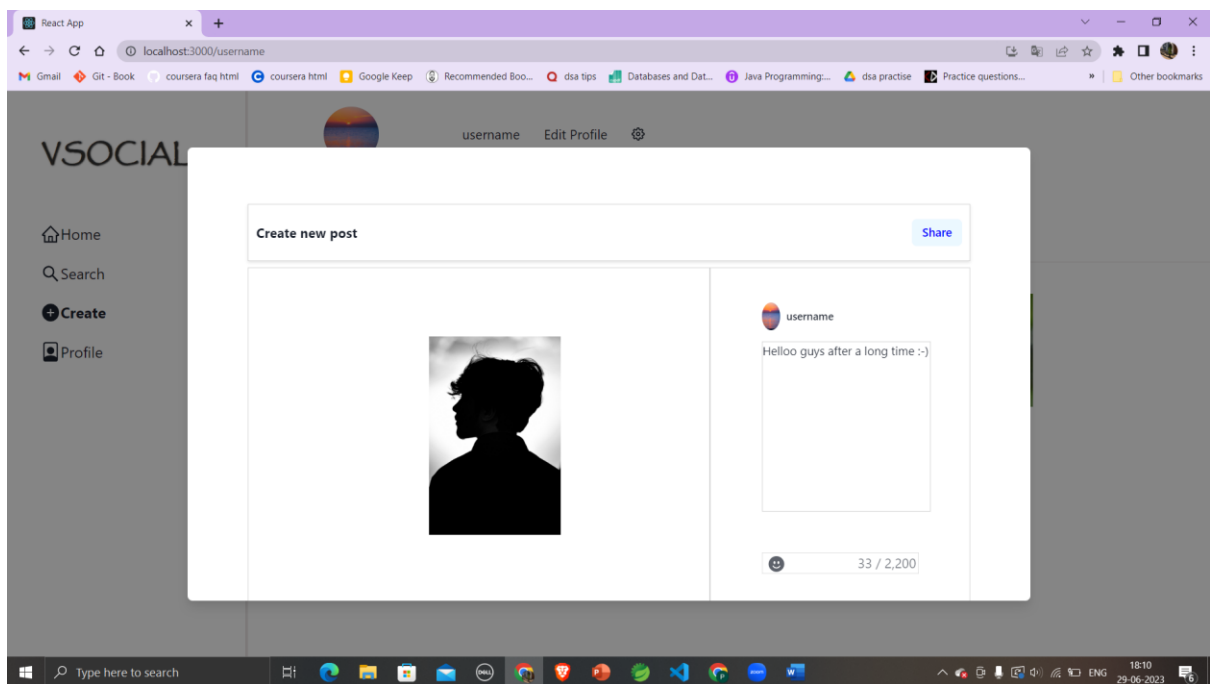 React App
localhost:3000/username
Gmail Git - Book coursera faq html coursera html Google Keep Recommended Boo... dsa tips Databases and Dat... Java Programming:... dsa practise Practice questions... » Other bookmarks
VSOCIAL
username Edit Profile
Home
Search
Create
Profile
Create new post Share
username
Helloo guys after a long time :-)
33 / 2,200
Type here to search
DELL
zoom
ENG
18:10
29-06-2023
6